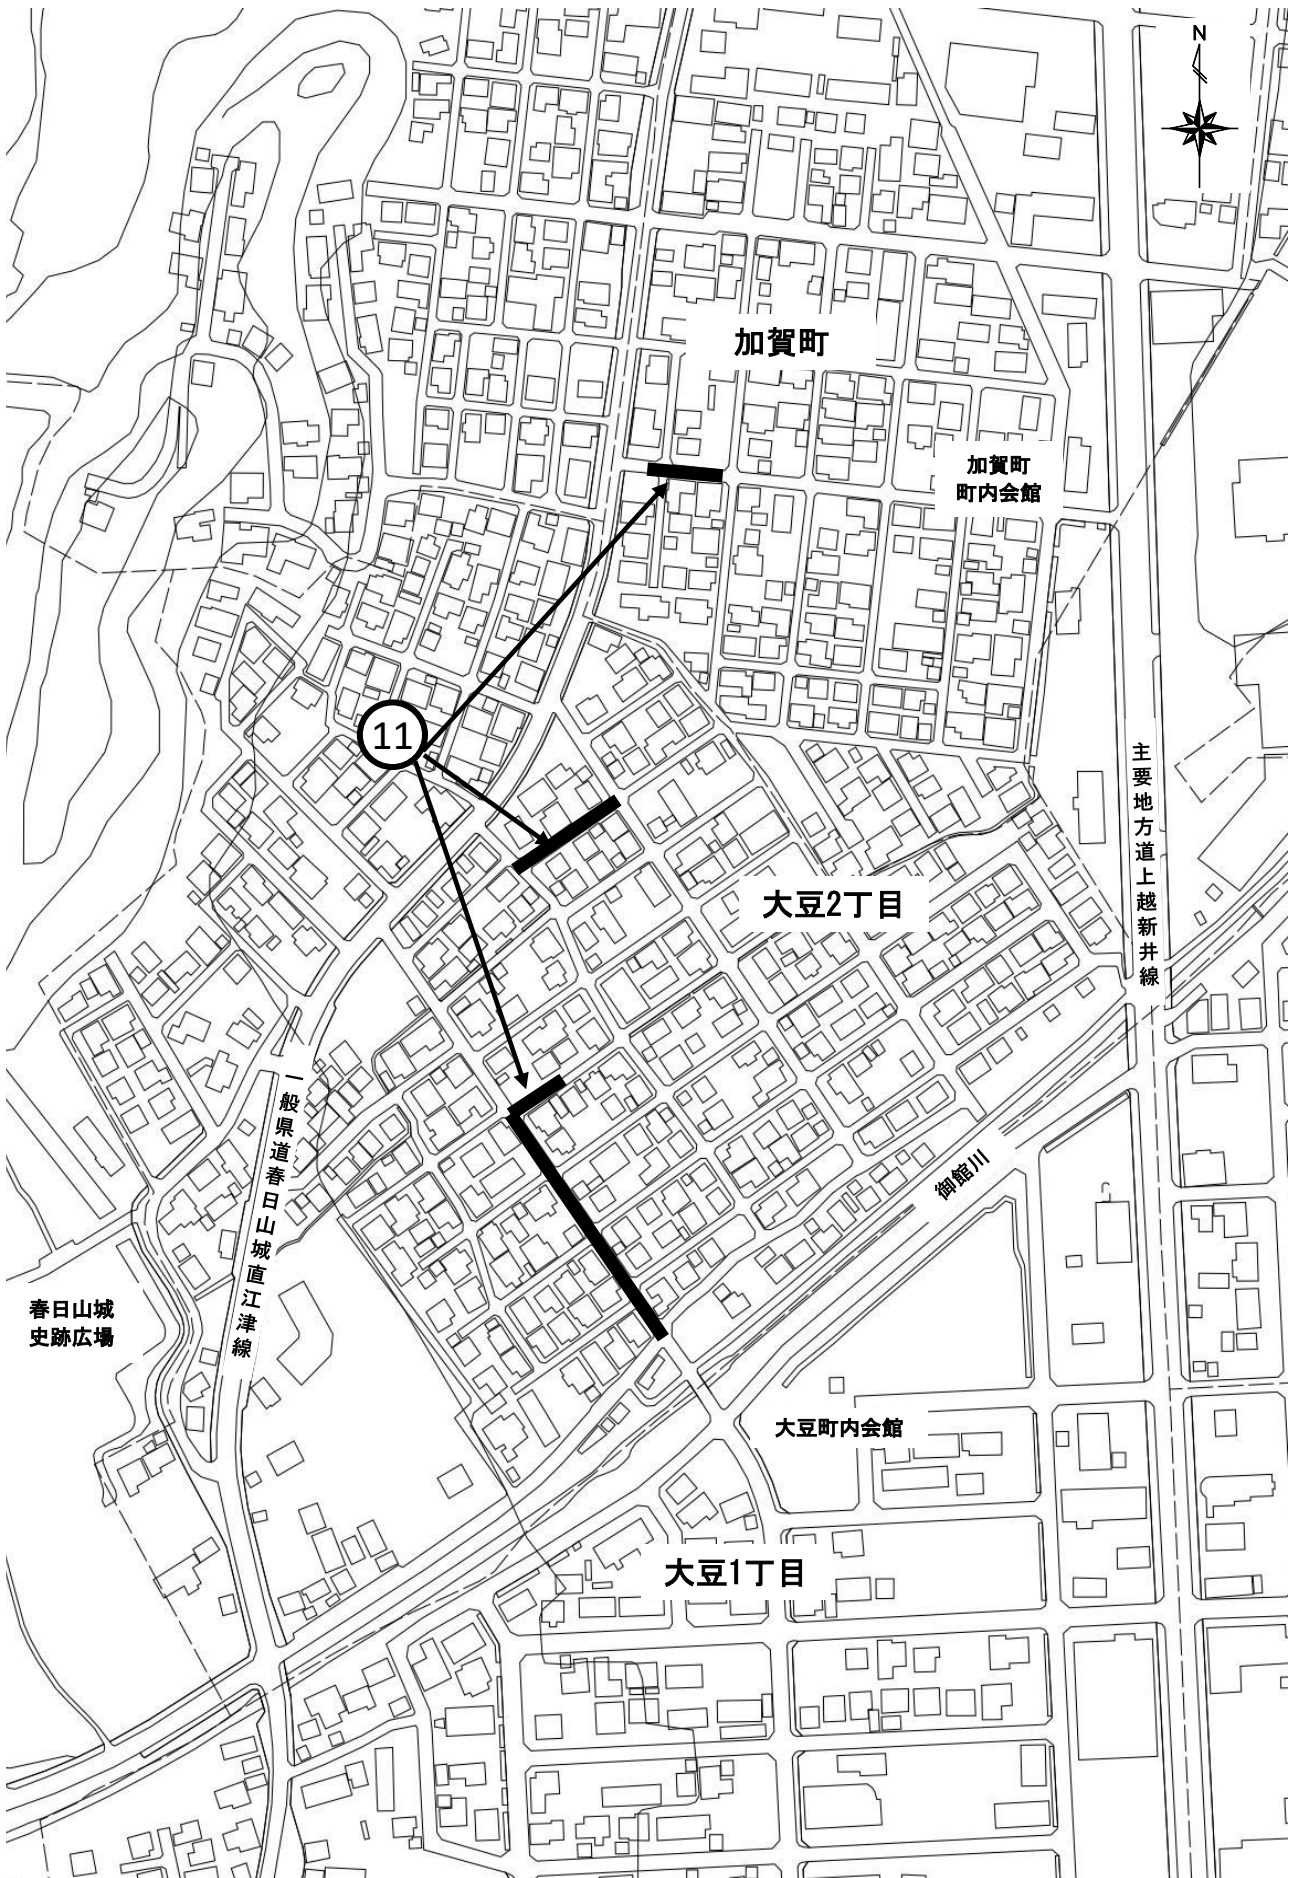 N
加賀町
加賀町
町内会館
11
主要地方道上越新井線
大豆2丁目
一般県道春日山城直江津線
御館川
春日山城
史跡広場
大豆町内会館
大豆1丁目